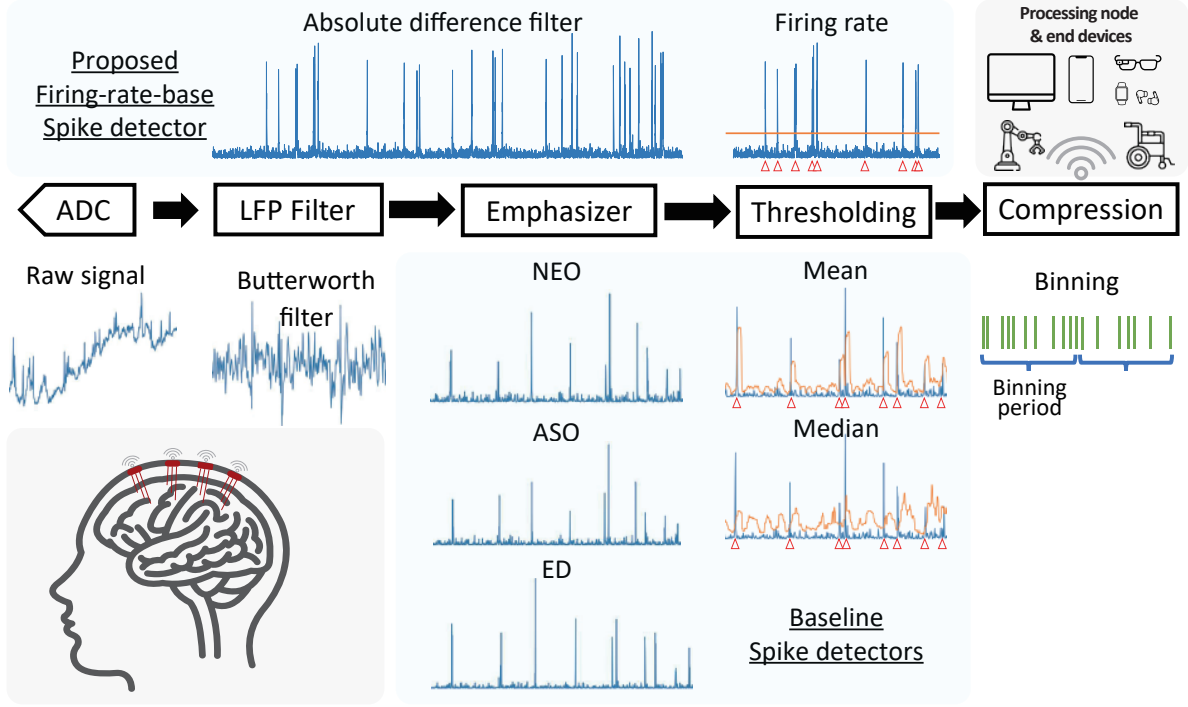 Absolute difference filter
Firing rate
Processing node
& end devices
Proposed
Firing-rate-base
Spike detector
ADC
LFP Filter
Emphasizer
Thresholding
Compression
Raw signal
Butterworth
filter
NEO
Mean
Binning
Binning
period
ASO
Median
ED
Baseline
Spike detectors